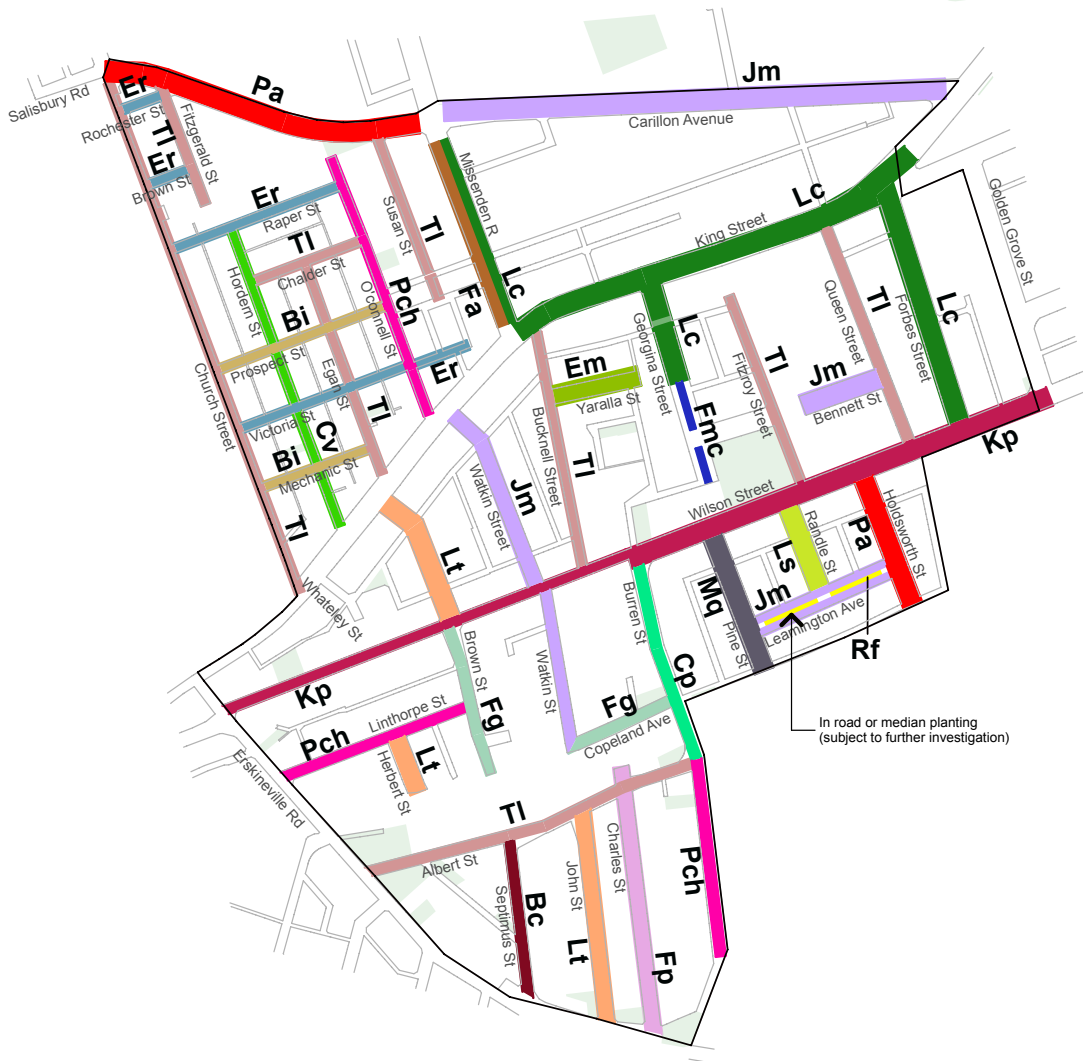 Jm
Pa
Er
Salisbury Rd
Rochester St
Fitzgerald St
Tl
Carillon Avenue
Er
Brown St
Missenden R
Er
Raper St
Lc
King Street
Golden Grove St
Susan St
Tl
Tl
Chalder St
Hordern St
O'connell St
Pch
Fa
Lc
Queen Street
Tl
Forbes Street
Lc
Bi
Prospect St
Georgina Street
Lc
Em
Yaralla St
Fitzroy Street
Tl
Jm
Bennett St
Er
Church Street
Egan St
Tl
Victoria St
Cv
Fmc
Bucknell Street
Tl
Kp
Bi
Mechanic St
Watkin Street
Jm
Wilson Street
Tl
Lt
Randle St
Ls
Pa
Holdsworth St
Whateley St
Burren St
Mq
Pine St
Jm
Leamington Ave
Rf
Brown St
Watkin St
Cp
Kp
Fg
Fg
Copeland Ave
Linthorpe St
Pch
Herbert St
Lt
In road or median planting
(subject to further investigation)
Erskineville Rd
Tl
Albert St
Charles St
Pch
John St
Septimus St
Bc
Lt
Fp